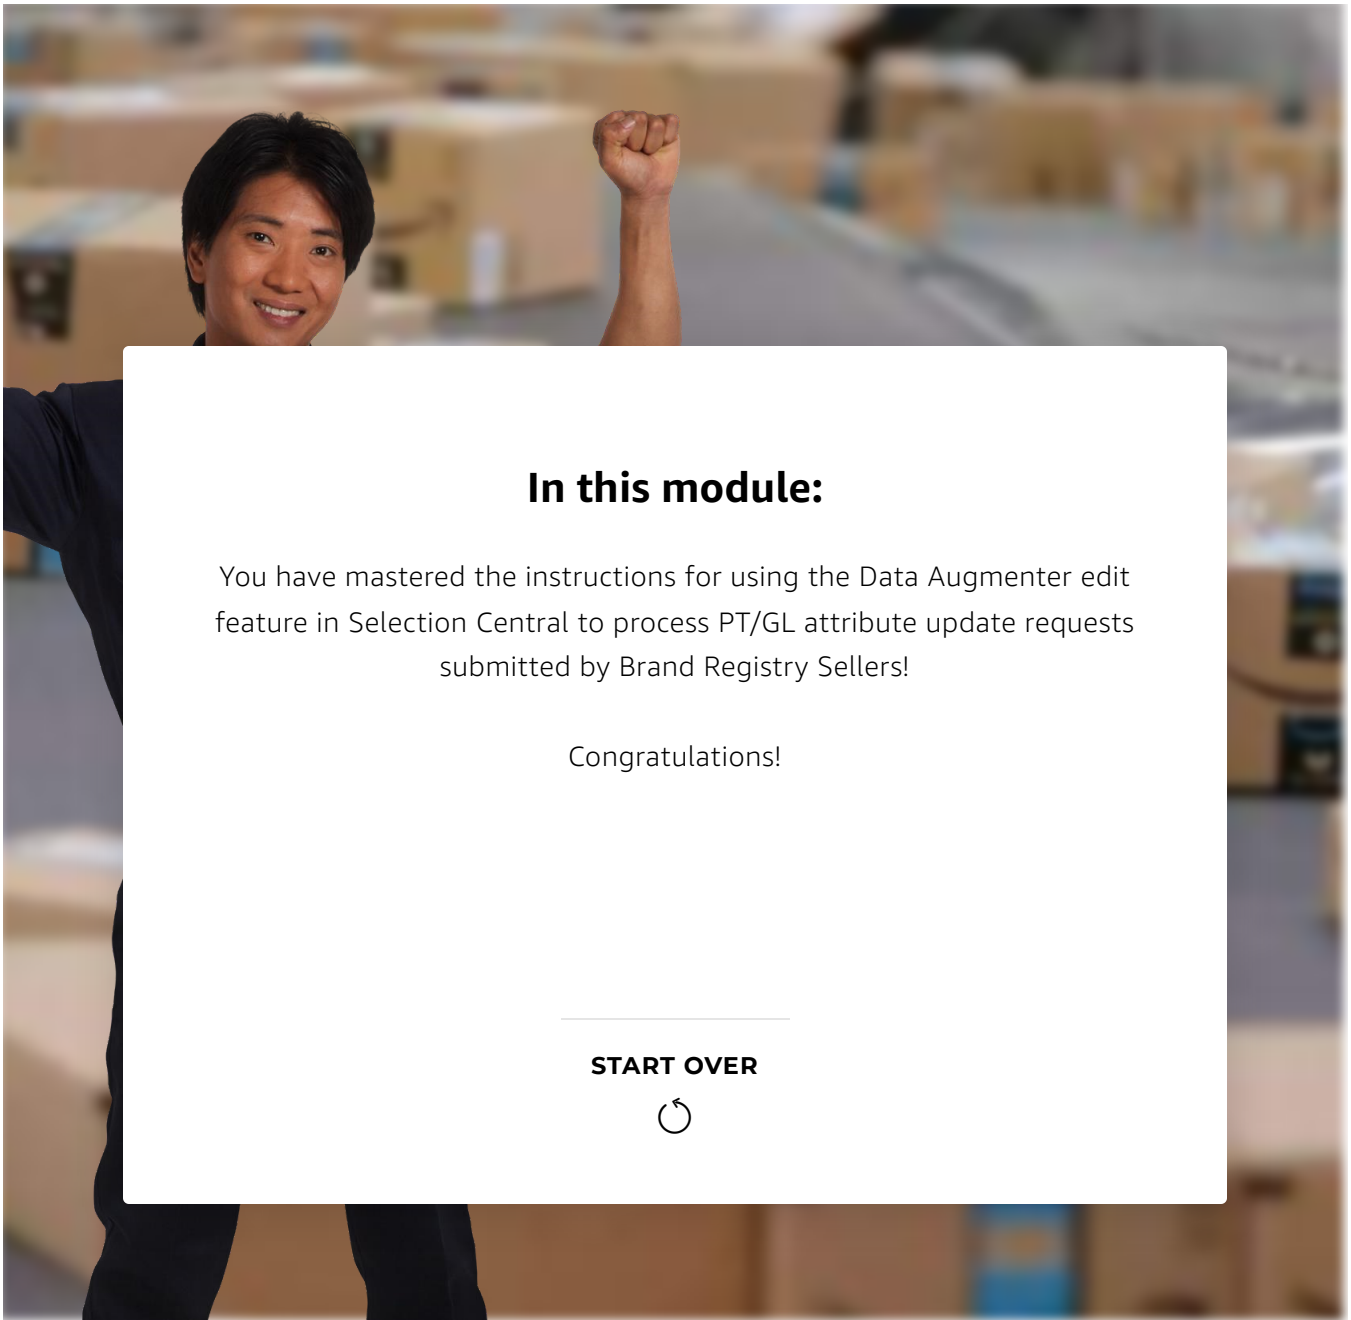 In this module:
You have mastered the instructions for using the Data Augmenter edit
feature in Selection Central to process PT/GL attribute update requests
submitted by Brand Registry Sellers!
Congratulations!
START OVER